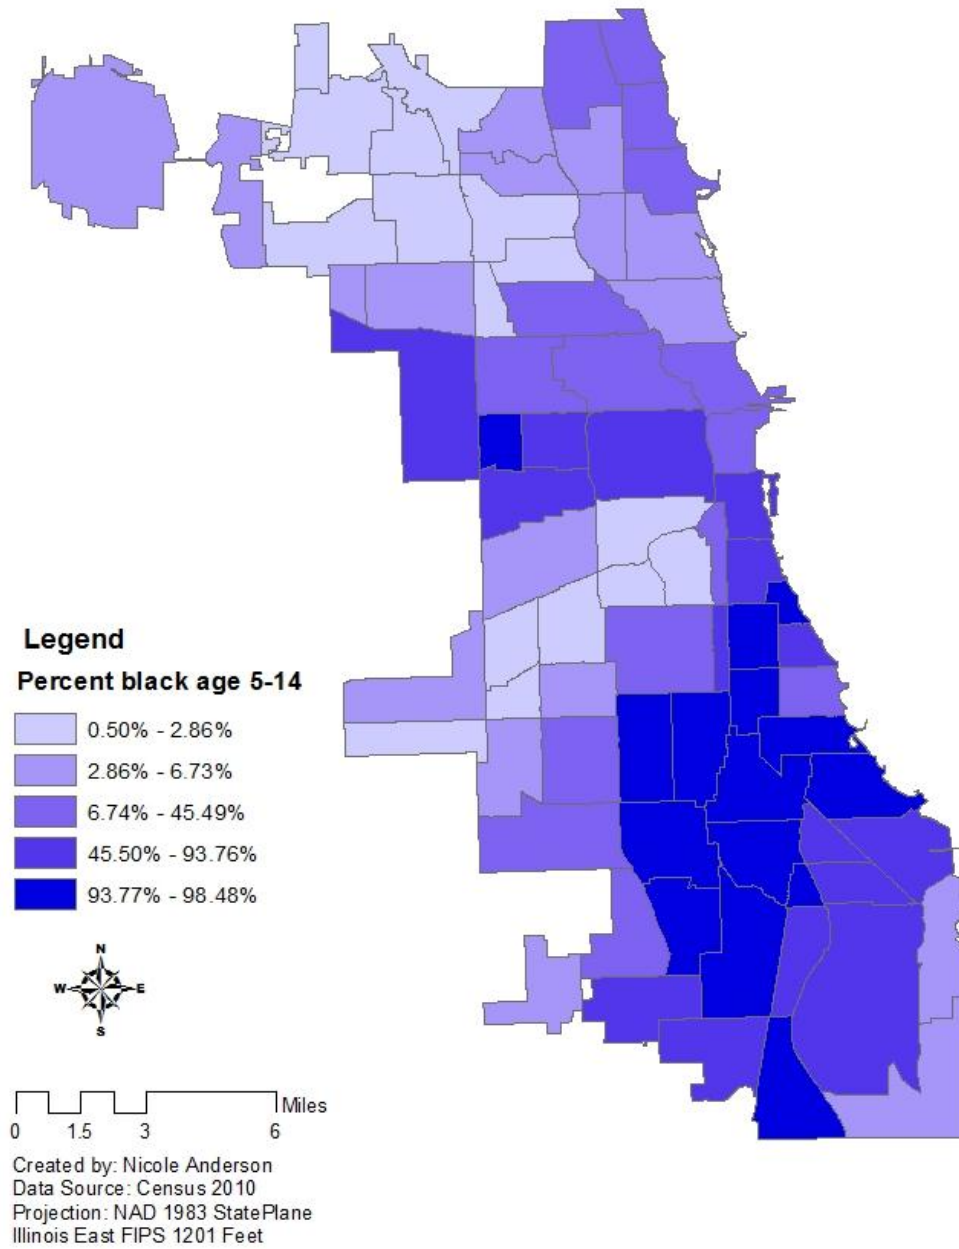 Legend
Percent black age 5-14
0.50% - 2.86%
2.86% - 6.73%
6.74% - 45.49%
45.50% - 93.76%
93.77% - 98.48%
N
W E
S
Miles
0 1.5 3 6
Created by: Nicole Anderson
Data Source: Census 2010
Projection: NAD 1983 StatePlane
Illinois East FIPS 1201 Feet